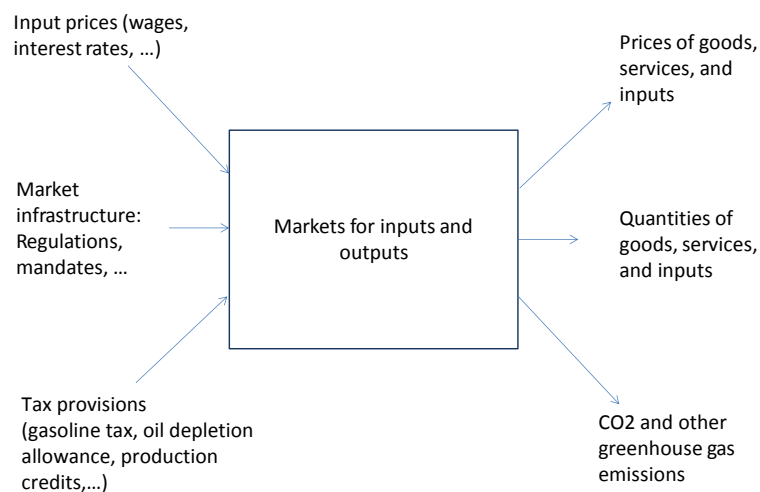 Input prices (wages,
interest rates, …)
Prices of goods,
services, and
inputs
Market
infrastructure:
Regulations,
mandates, …
Markets for inputs and
outputs
Quantities of
goods, services,
and inputs
Tax provisions
(gasoline tax, oil depletion
allowance, production
credits,…)
CO2 and other
greenhouse gas
emissions